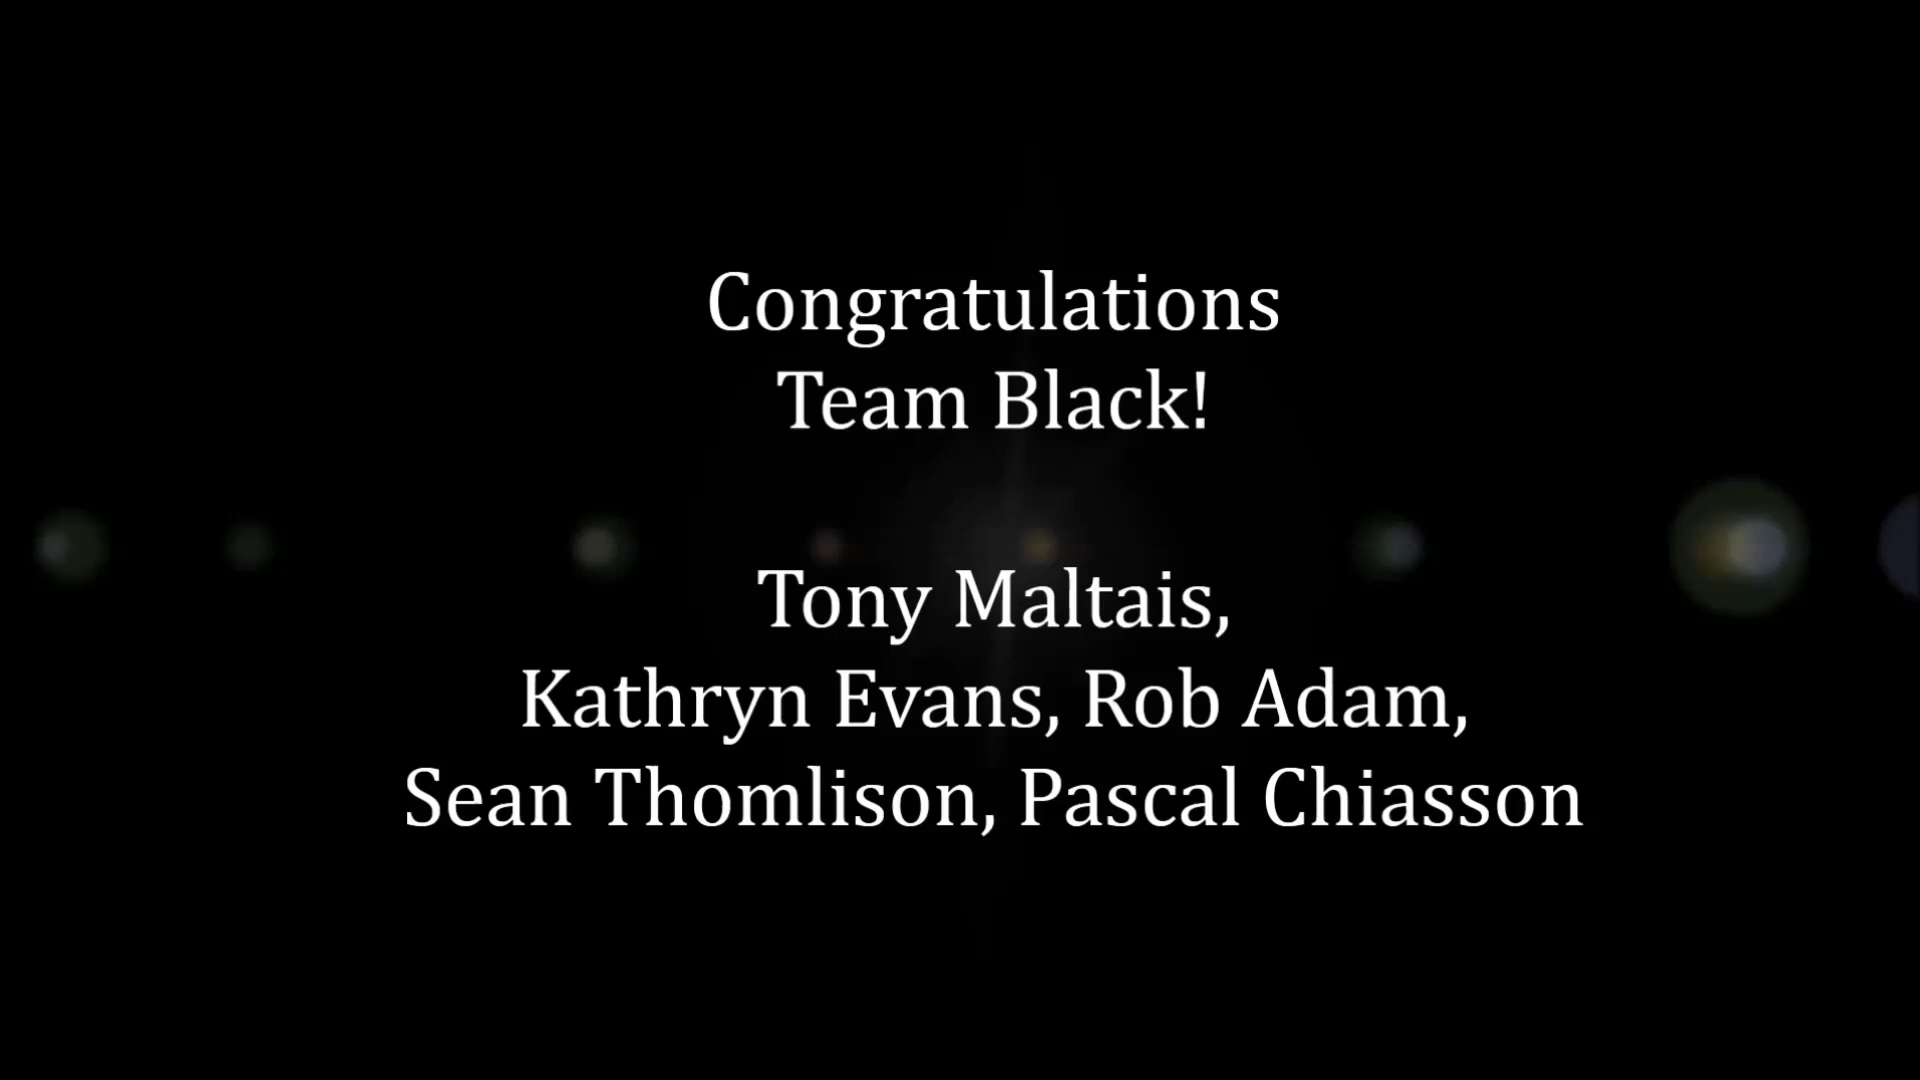 Congratulations
Team Black!
Tony Maltais,
Kathryn Evans, Rob Adam,
Sean Thomlison, Pascal Chiasson